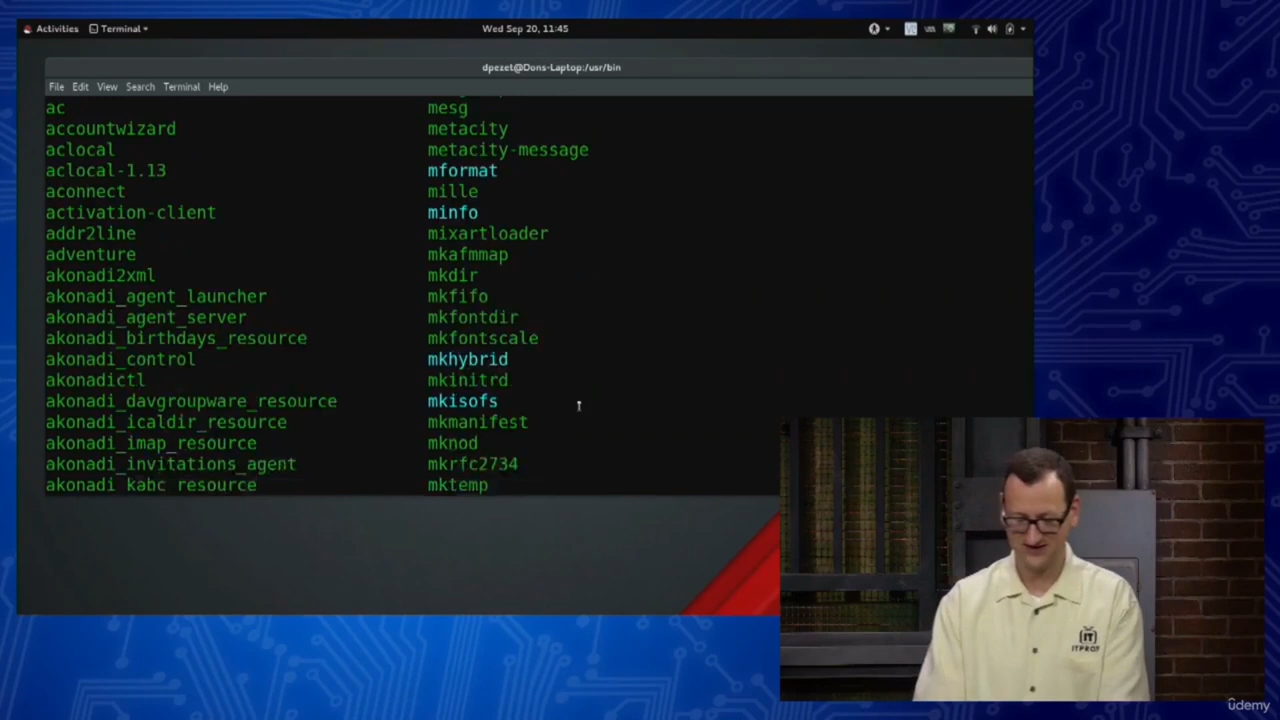 Activities Terminal Wed Sep 20, 11:45
dpezet@Dons-Laptop:/usr/bin
File Edit View Search Terminal Help
ac mesg
accountwizard metacity
aclocal metacity-message
aclocal-1.13 mformat
aconnect mille
activation-client minfo
addr2line mixartloader
adventure mkafmmap
akonadi2xml mkdir
akonadi_agent_launcher mkfifo
akonadi_agent_server mkfontdir
akonadi_birthdays_resource mkfontscale
akonadi_control mkhybrid
akonadictl mkinitrd
akonadi_davgroupware_resource mkisofs
akonadi_icaldir_resource mkmanifest
akonadi_imap_resource mknod
akonadi_invitations_agent mkrfc2734
akonadi_kabc_resource mktemp
IT
ITPROTV
udemy